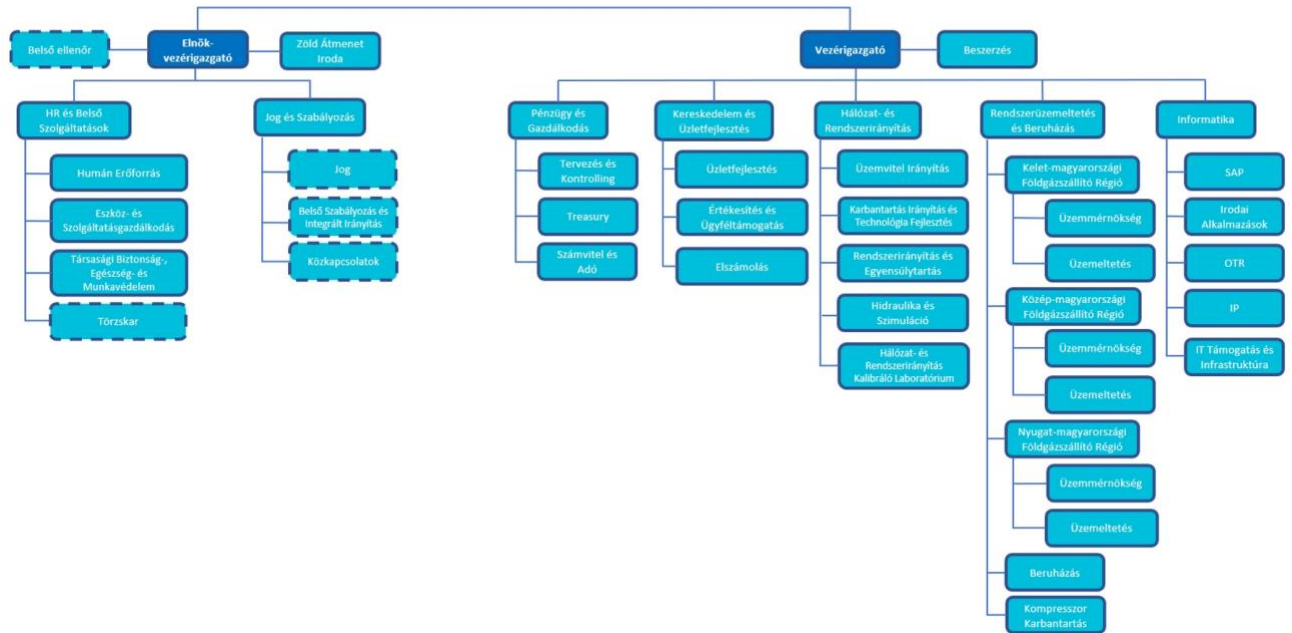 Belső ellenőr
Elnök-
vezérigazgató
Zöld Átmenet
Iroda
Vezérigazgató
Beszerzés
HR és Belső
Szolgáltatások
Humán Erőforrás
Eszköz- és
Szolgáltatásgazdálkodás
Társasági Biztonság-,
Egészség- és
Munkavédelem
Törzskar
Jog és Szabályozás
Jog
Belső Szabályozás és
Integrált Irányítás
Közkapcsolatok
Pénzügy és
Gazdálkodás
Tervezés és
Kontrolling
Treasury
Számvitel és
Adó
Kereskedelem és
Üzletfejlesztés
Üzletfejlesztés
Értékesítés és
Ügyféltámogatás
Elszámolás
Hálózat- és
Rendszerirányítás
Üzemvitel Irányítás
Karbantartás Irányítás és
Technológia Fejlesztés
Rendszerirányítás és
Egyensúlytartás
Hidraulika és
Szimuláció
Hálózat- és
Rendszerirányítás
Kalibráló Laboratórium
Rendszerüzemeltetés
és Beruházás
Kelet-magyarországi
Földgázszállító Régió
Üzemmérnökség
Üzemeltetés
Közép-magyarországi
Földgázszállító Régió
Üzemmérnökség
Üzemeltetés
Nyugat-magyarországi
Földgázszállító Régió
Üzemmérnökség
Üzemeltetés
Beruházás
Kompresszor
Karbantartás
Informatika
SAP
Irodai
Alkalmazások
OTR
IP
IT Támogatás és
Infrastruktúra